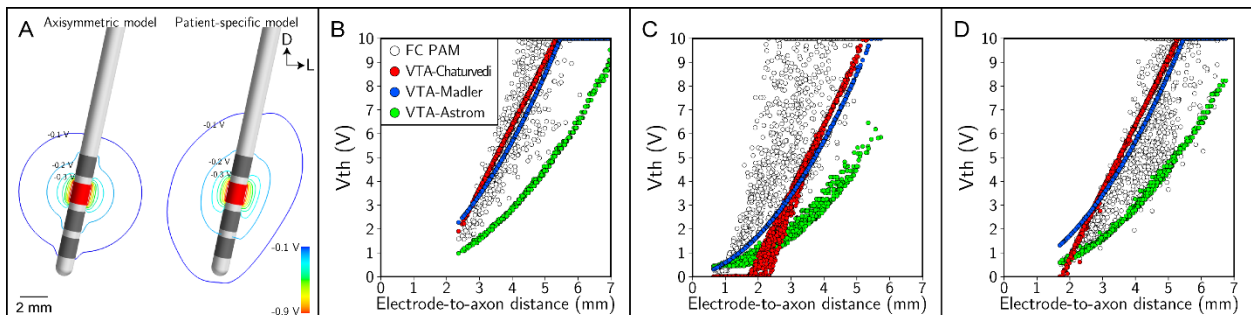 A
Axisymmetric model
Patient-specific model
D
L
-0.1 V
-0.2 V
-0.3 V
-0.1 V
-0.2 V
-0.3
-0.1 V
-0.9 V
2 mm
B
10
9
8
7
6
5
4
3
2
1
0
Vth (V)
FC PAM
VTA-Chaturvedi
VTA-Madler
VTA-Astrom
0 1 2 3 4 5 6 7
Electrode-to-axon distance (mm)
C
10
9
8
7
6
5
4
3
2
1
0
Vth (V)
0 1 2 3 4 5 6 7
Electrode-to-axon distance (mm)
D
10
9
8
7
6
5
4
3
2
1
0
Vth (V)
0 1 2 3 4 5 6 7
Electrode-to-axon distance (mm)